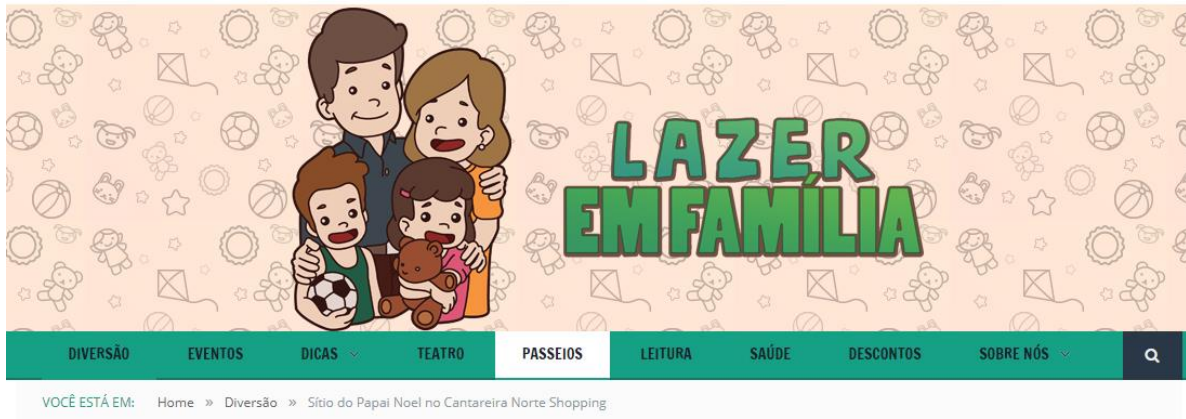 LAZER
EM FAMÍLIA
DIVERSÃO EVENTOS DICAS TEATRO PASSEIOS LEITURA SAÚDE DESCONTOS SOBRE NÓS
VOCÊ ESTÁ EM: Home » Diversão » Sítio do Papai Noel no Cantareira Norte Shopping